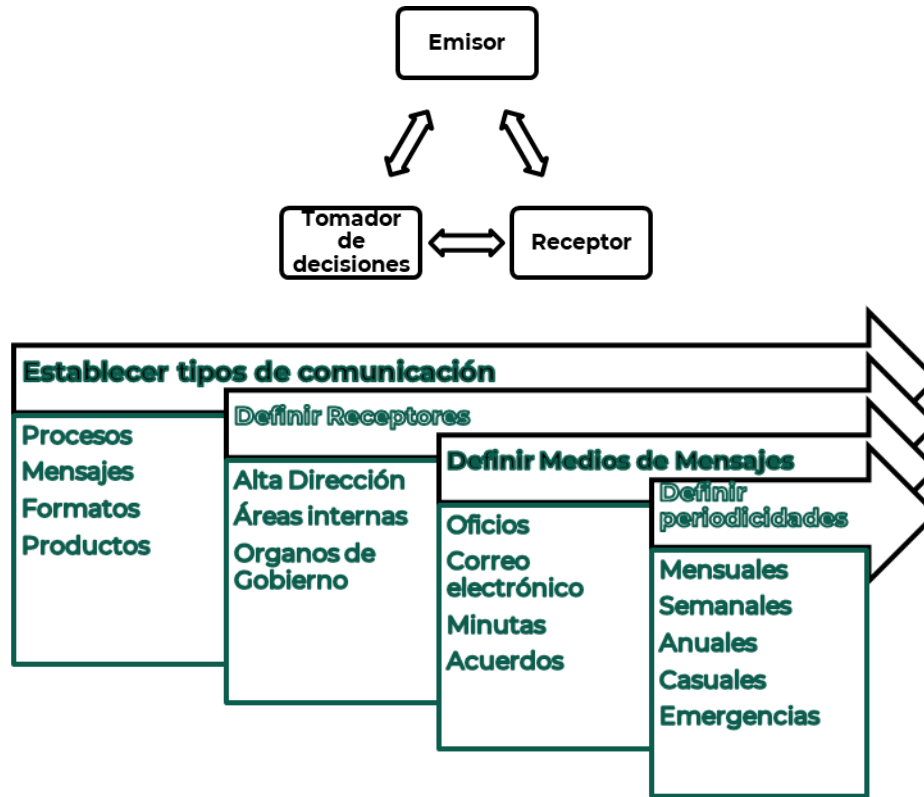 Emisor
Tomador
de
decisiones
Receptor
Establecer tipos de comunicación
Procesos
Mensajes
Formatos
Productos
Definir Receptores
Alta Dirección
Áreas internas
Organos de
Gobierno
Definir Medios de Mensajes
Oficios
Correo
electrónico
Minutas
Acuerdos
Definir
periodicidades
Mensuales
Semanales
Anuales
Casuales
Emergencias